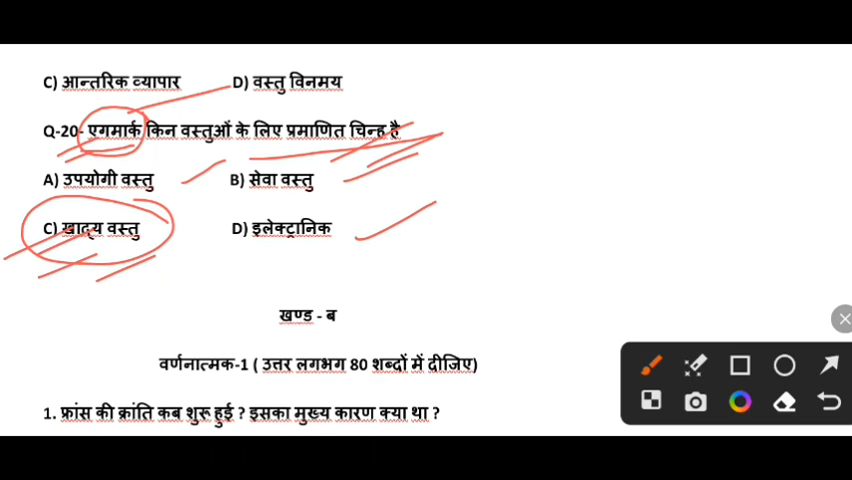 C) आन्तरिक व्यापार D) वस्तु विनमय
Q-20- एगमार्क किन वस्तुओं के लिए प्रमाणित चिन्ह है
A) उपयोगी वस्तु B) सेवा वस्तु
C) खाद्य वस्तु D) इलेक्ट्रानिक
खण्ड - ब
वर्णनात्मक-1 ( उत्तर लगभग 80 शब्दों में दीजिए)
1. फ्रांस की क्रांति कब शुरू हुई ? इसका मुख्य कारण क्या था ?